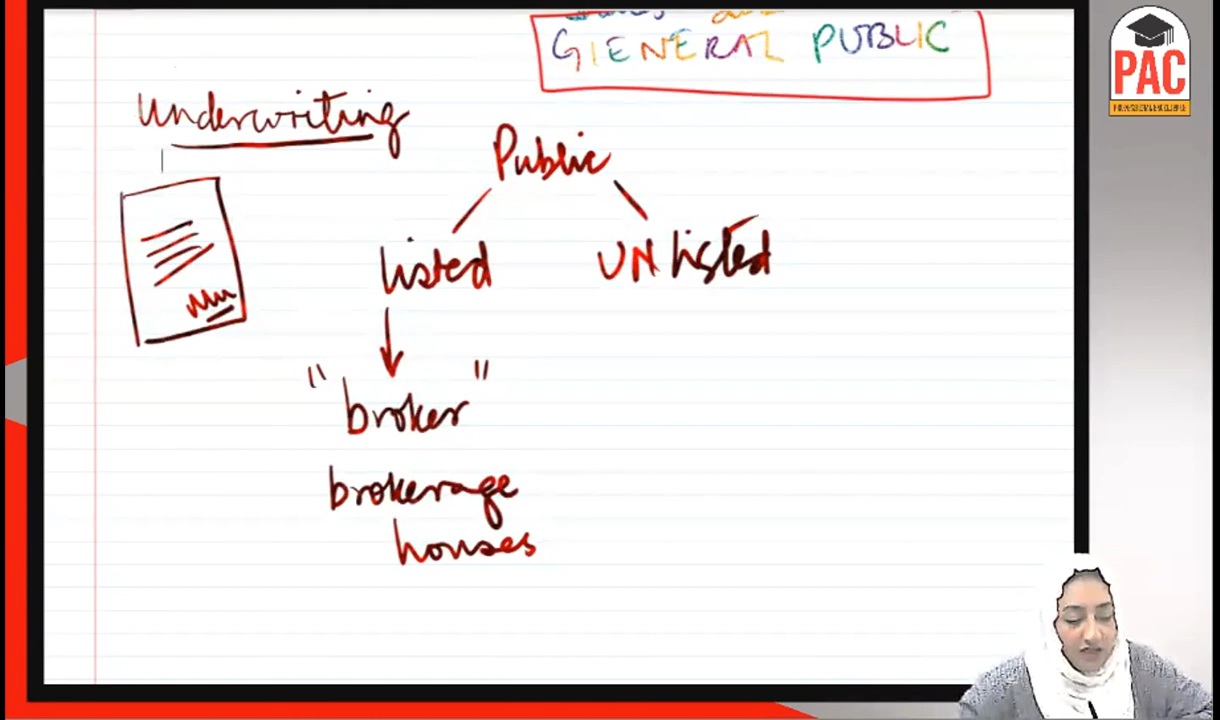 GENERAL PUBLIC
PAC
Underwriting
Public
listed
UNlisted
"broker"
brokerage
houses